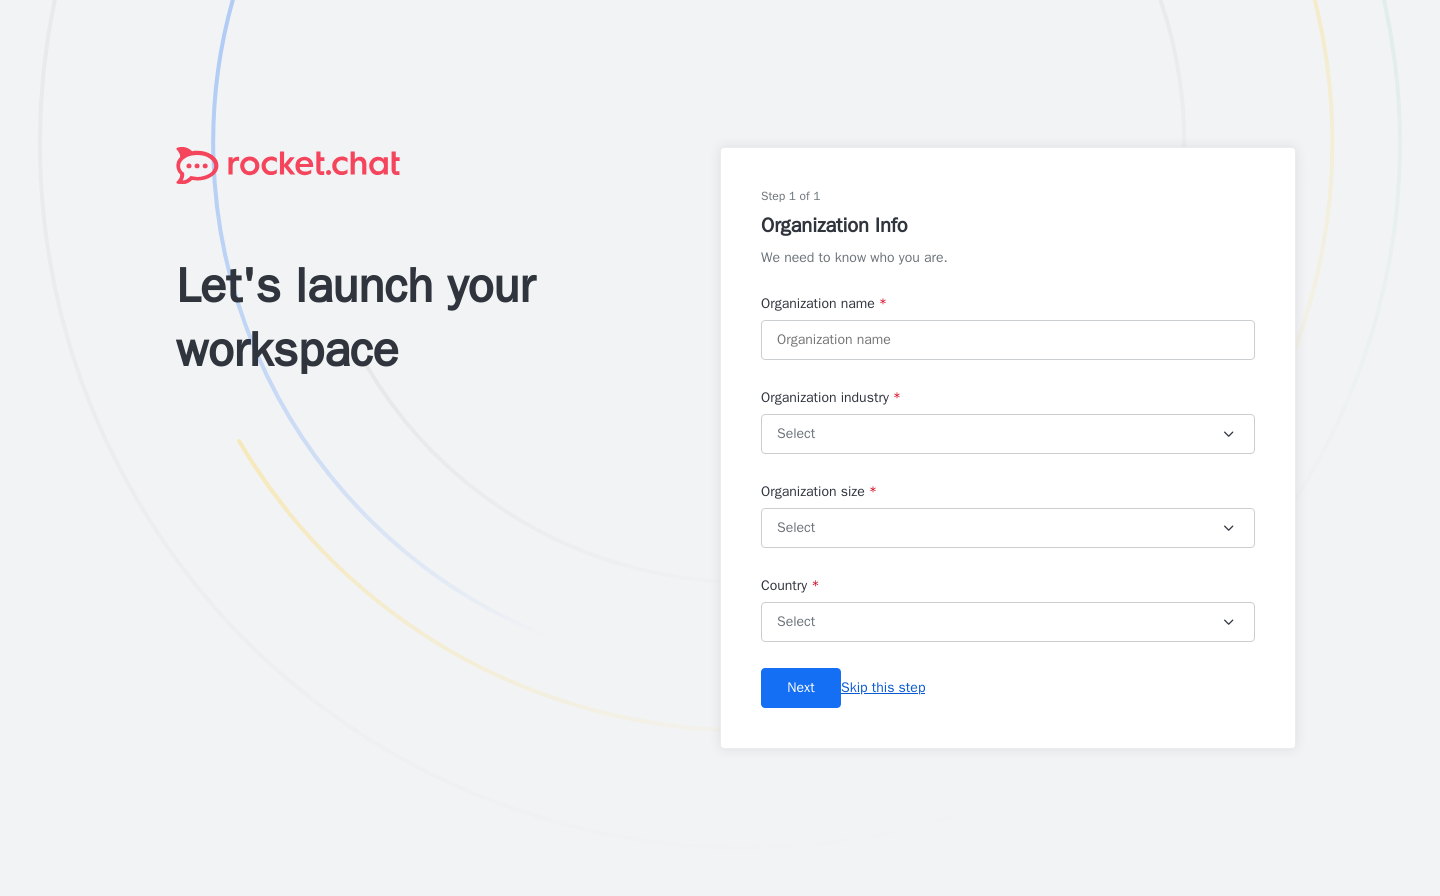 rocket.chat
Let's launch your
workspace
Step 1 of 1
Organization Info
We need to know who you are.
Organization name *
Organization name
Organization industry *
Select
Organization size *
Select
Country *
Select
Next Skip this step